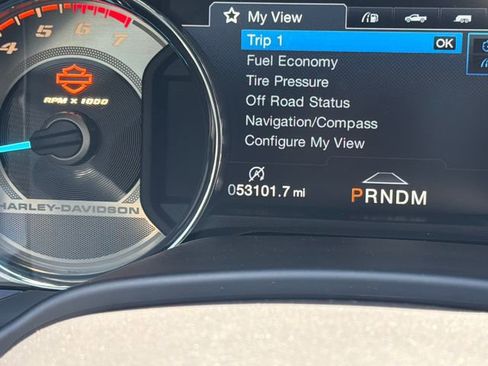 My View
4 5 6 7
Trip 1 OK
Fuel Economy
Tire Pressure
Off Road Status
Navigation/Compass
Configure My View
RPM x 1000
HARLEY-DAVIDSON
053101.7 mi
PRNDM